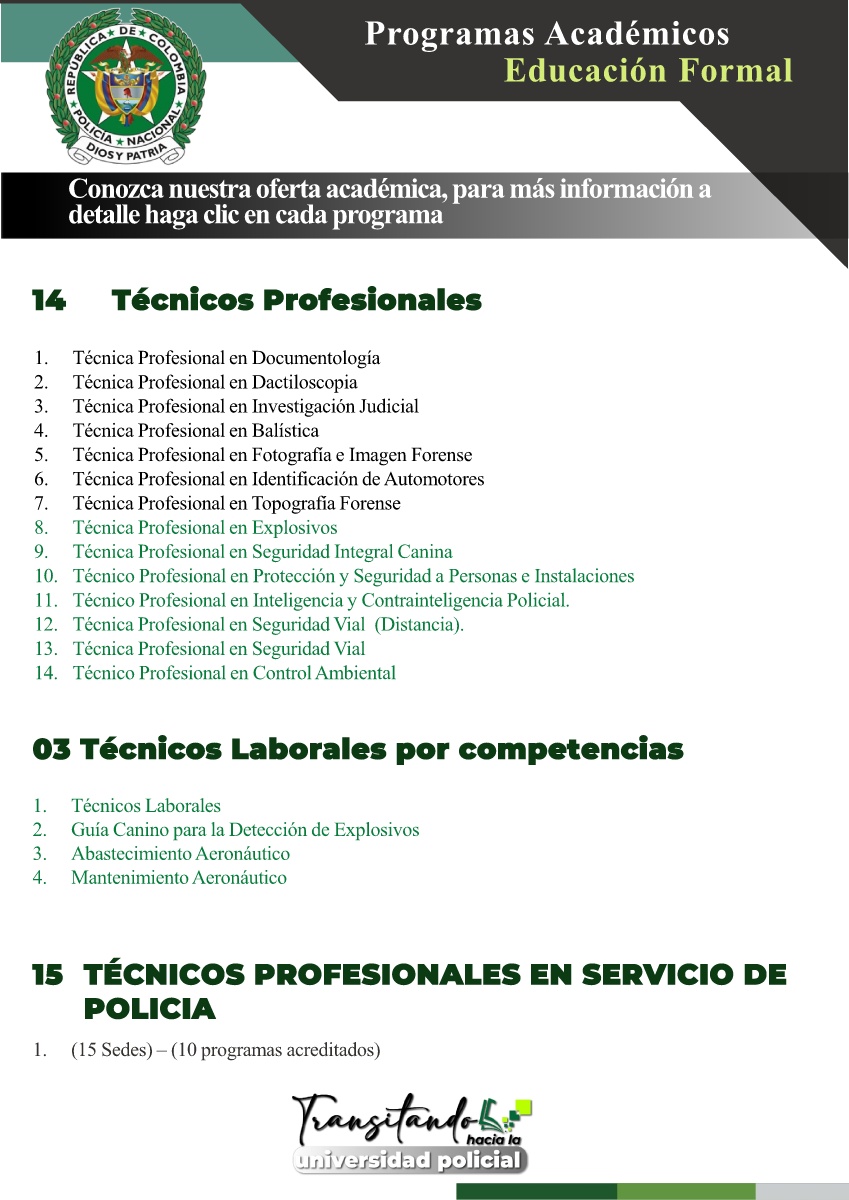 Programas Académicos
Educación Formal
REPÚBLICA DE COLOMBIA
POLICÍA NACIONAL
DIOS Y PATRIA
Conozca nuestra oferta académica, para más información a
detalle haga clic en cada programa
14 Técnicos Profesionales
1. Técnica Profesional en Documentología
2. Técnica Profesional en Dactiloscopia
3. Técnica Profesional en Investigación Judicial
4. Técnica Profesional en Balística
5. Técnica Profesional en Fotografía e Imagen Forense
6. Técnica Profesional en Identificación de Automotores
7. Técnica Profesional en Topografía Forense
8. Técnica Profesional en Explosivos
9. Técnica Profesional en Seguridad Integral Canina
10. Técnico Profesional en Protección y Seguridad a Personas e Instalaciones
11. Técnico Profesional en Inteligencia y Contrainteligencia Policial.
12. Técnica Profesional en Seguridad Vial (Distancia).
13. Técnica Profesional en Seguridad Vial
14. Técnico Profesional en Control Ambiental
03 Técnicos Laborales por competencias
1. Técnicos Laborales
2. Guía Canino para la Detección de Explosivos
3. Abastecimiento Aeronáutico
4. Mantenimiento Aeronáutico
15 TÉCNICOS PROFESIONALES EN SERVICIO DE
POLICIA
1. (15 Sedes) – (10 programas acreditados)
Transitando
hacia la
universidad policial